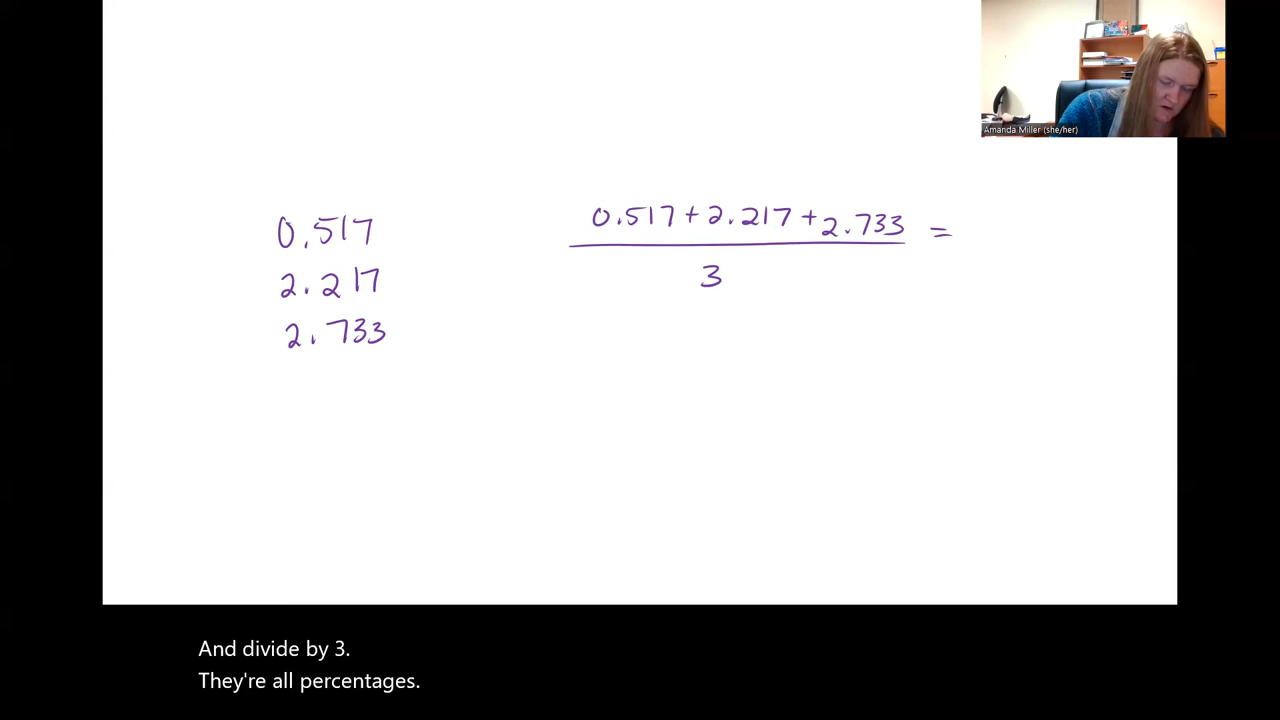 Amanda Miller (she/her)
0.517
2.217
2.733
0.517+2.217+2.733 =
3
And divide by 3.
They're all percentages.